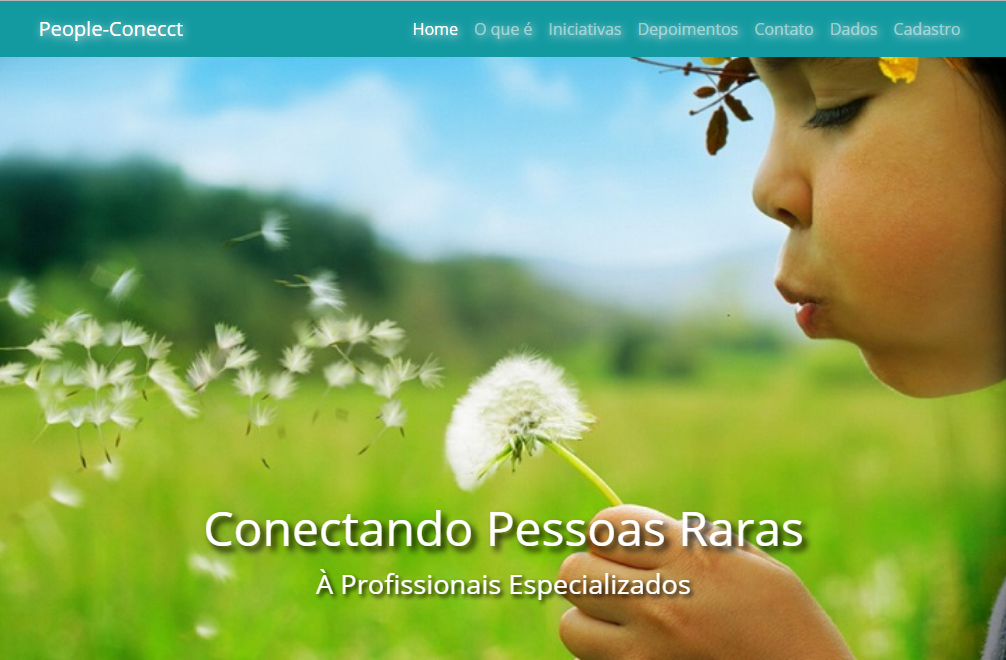 People-Conecct Home O que é Iniciativas Depoimentos Contato Dados Cadastro
Conectando Pessoas Raras
À Profissionais Especializados